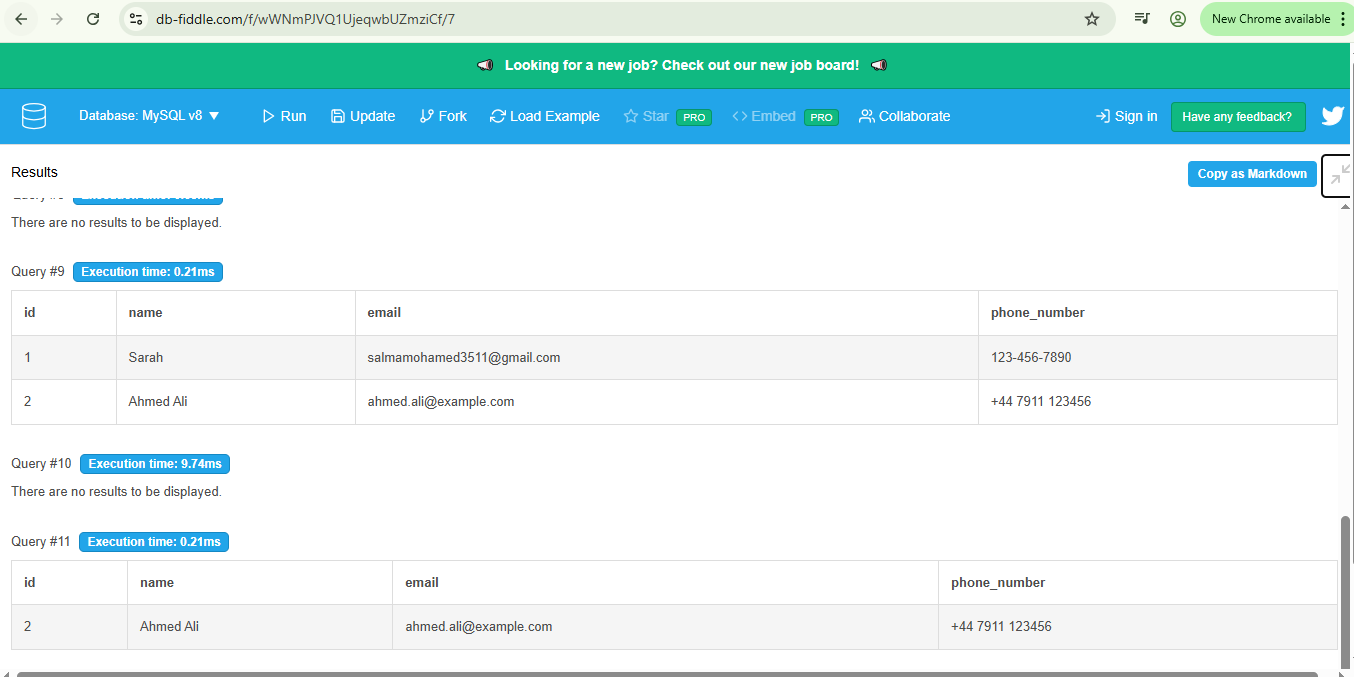 db-fiddle.com/f/wWNmPJVQ1UjeqwbUZmziCf/7
New Chrome available
Looking for a new job? Check out our new job board!
Database: MySQL v8 ▼ Run Update Fork Load Example Star PRO Embed PRO Collaborate Sign in Have any feedback?
Results Copy as Markdown
There are no results to be displayed.
Query #9 Execution time: 0.21ms
id name email phone_number
1 Sarah salmamohamed3511@gmail.com 123-456-7890
2 Ahmed Ali ahmed.ali@example.com +44 7911 123456
Query #10 Execution time: 9.74ms
There are no results to be displayed.
Query #11 Execution time: 0.21ms
id name email phone_number
2 Ahmed Ali ahmed.ali@example.com +44 7911 123456